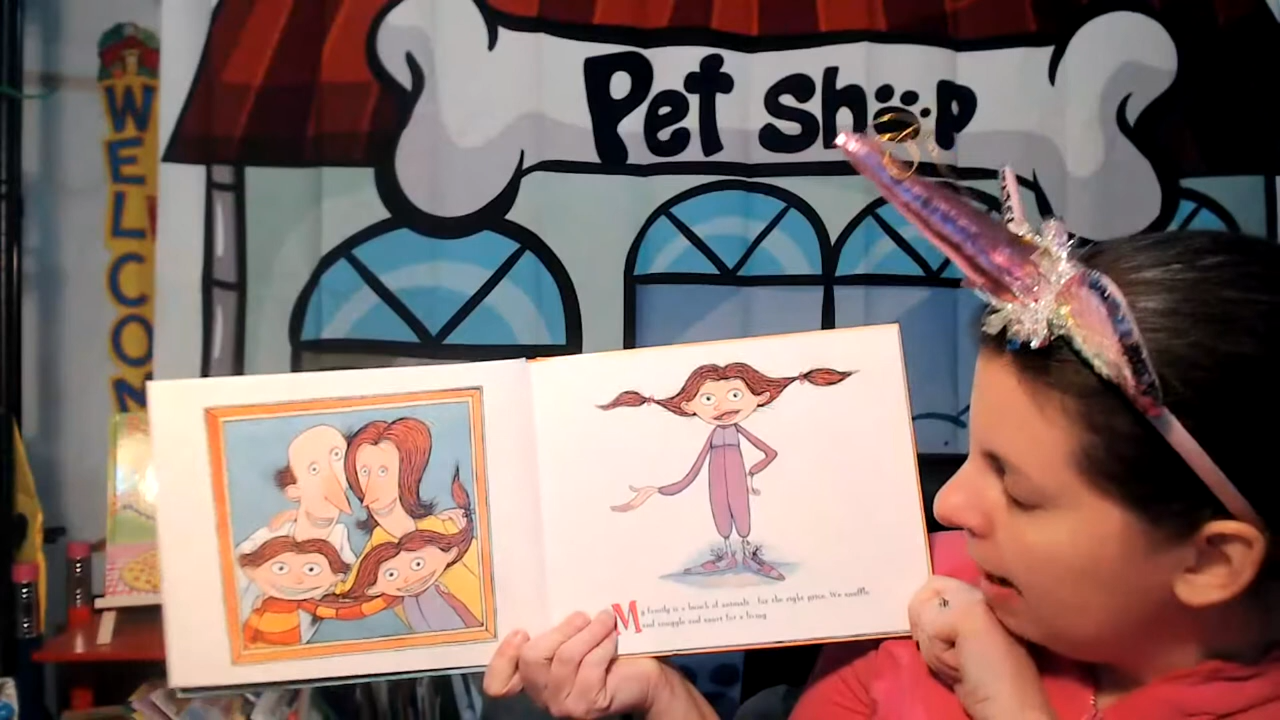 Pet Shop
WELCOM
My family is a bunch of animals for the right price. We snuffle
and snuggle and snort for a living